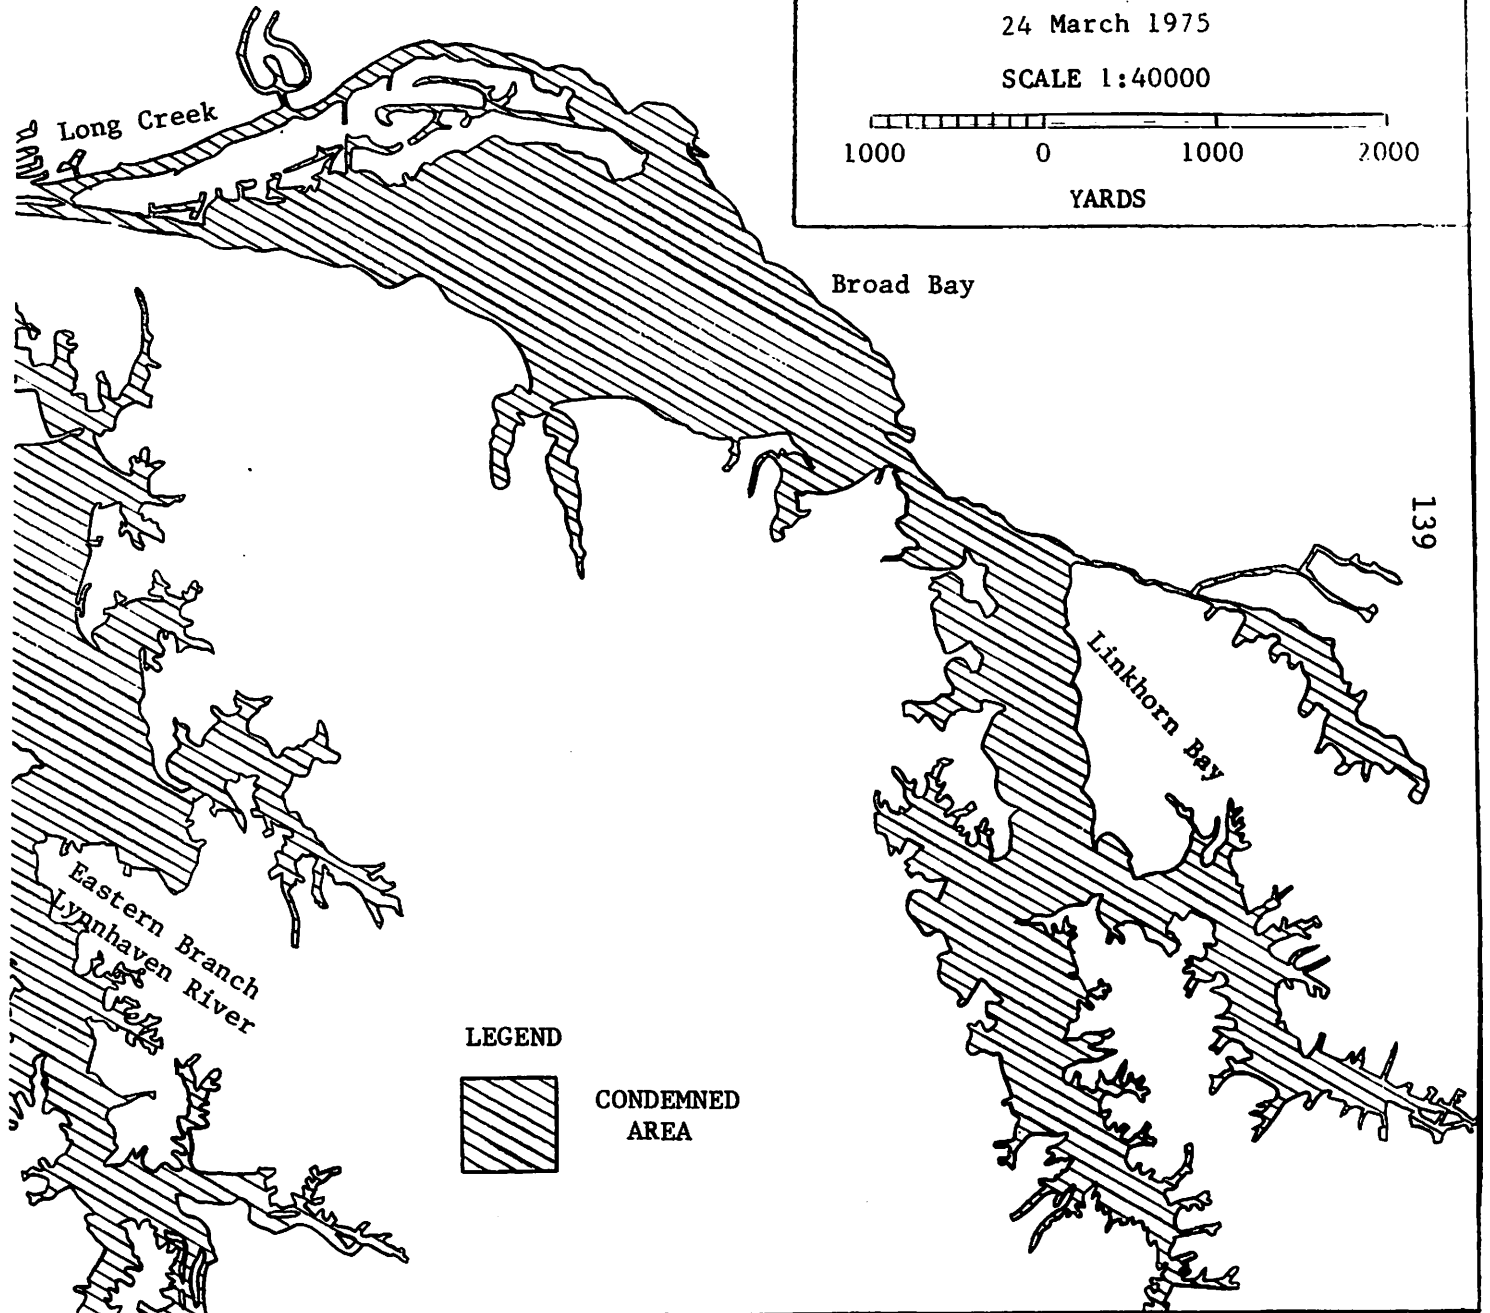 24 March 1975
SCALE 1:40000
1000 0 1000 2000
YARDS
Long Creek
Broad Bay
139
Linkhorn Bay
Eastern Branch
Lynnhaven River
LEGEND
CONDEMNED
AREA